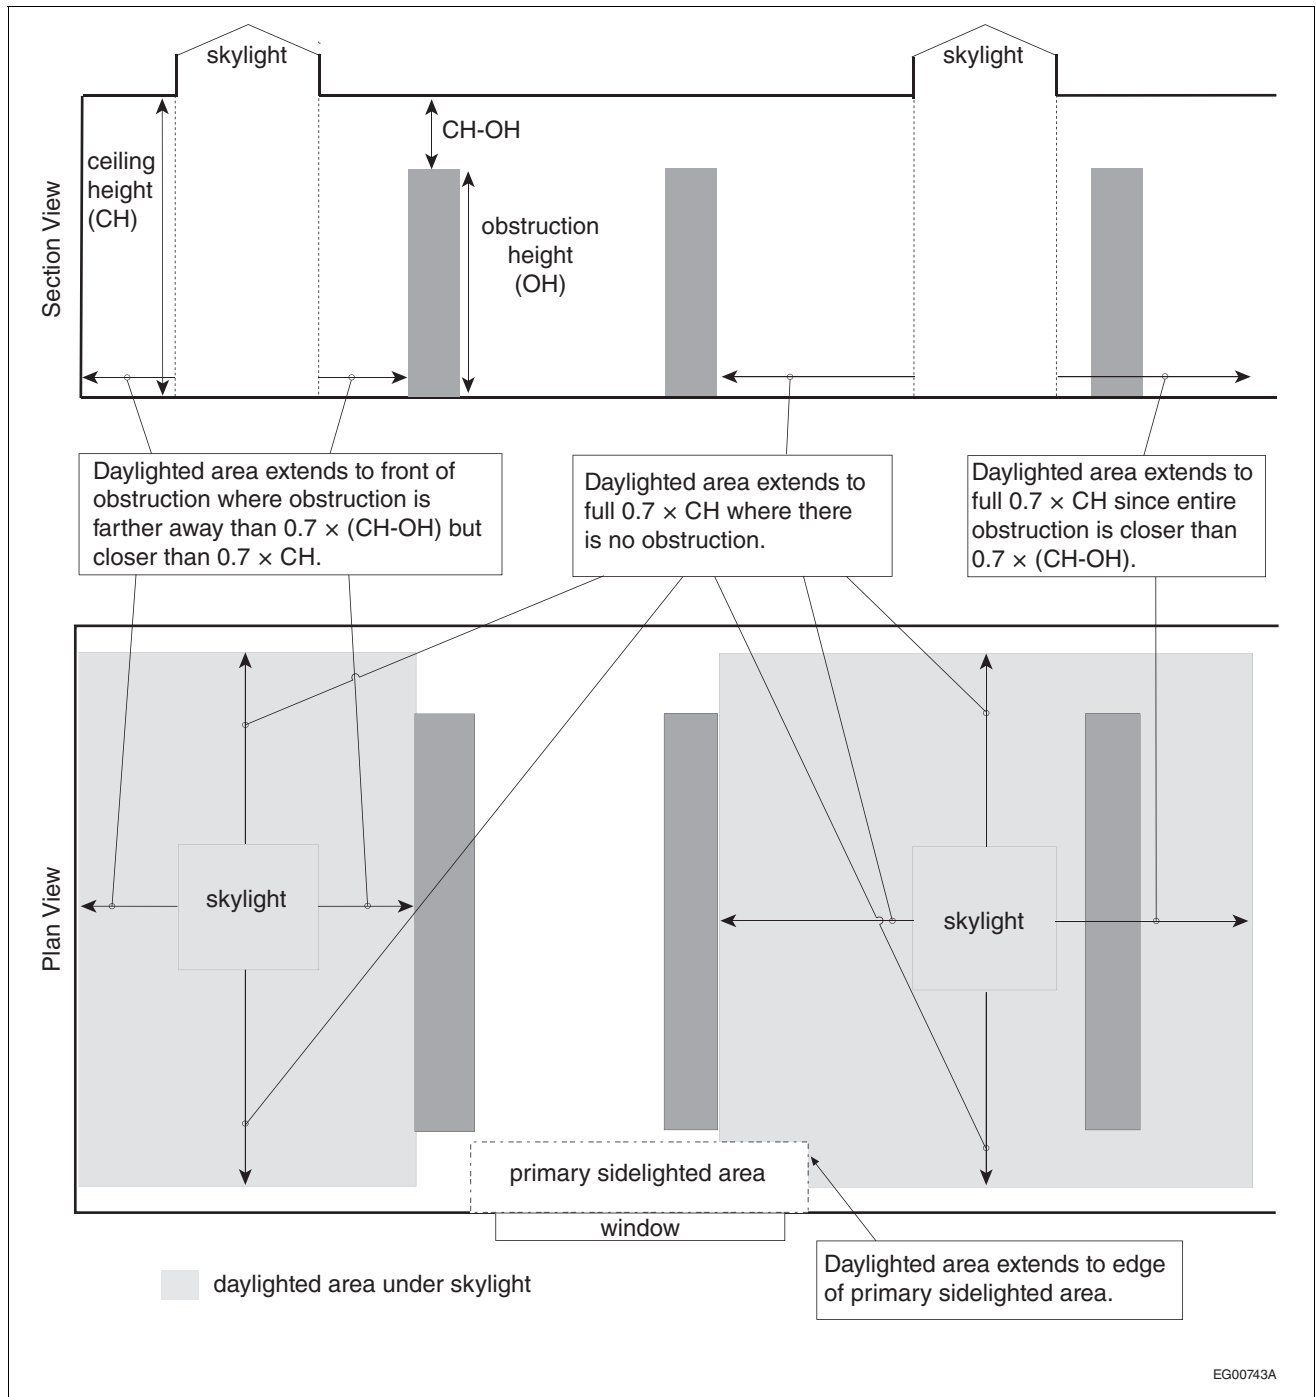 skylight
skylight
CH-OH
ceiling
height
(CH)
obstruction
height
(OH)
Section View
Daylighted area extends to front of
obstruction where obstruction is
farther away than 0.7 × (CH-OH) but
closer than 0.7 × CH.
Daylighted area extends to
full 0.7 × CH where there
is no obstruction.
Daylighted area extends to
full 0.7 × CH since entire
obstruction is closer than
0.7 × (CH-OH).
Plan View
skylight
skylight
primary sidelighted area
window
Daylighted area extends to edge
of primary sidelighted area.
daylighted area under skylight
EG00743A